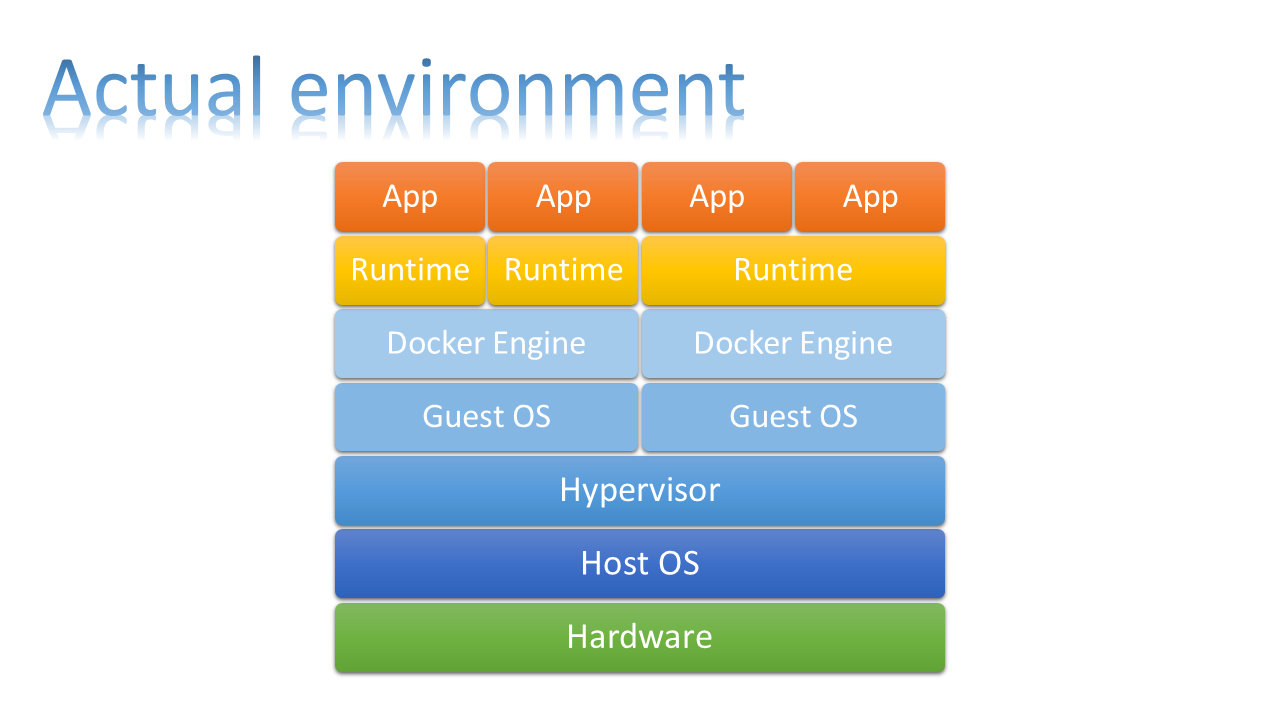 Actual environment
App App App App
Runtime Runtime Runtime
Docker Engine Docker Engine
Guest OS Guest OS
Hypervisor
Host OS
Hardware